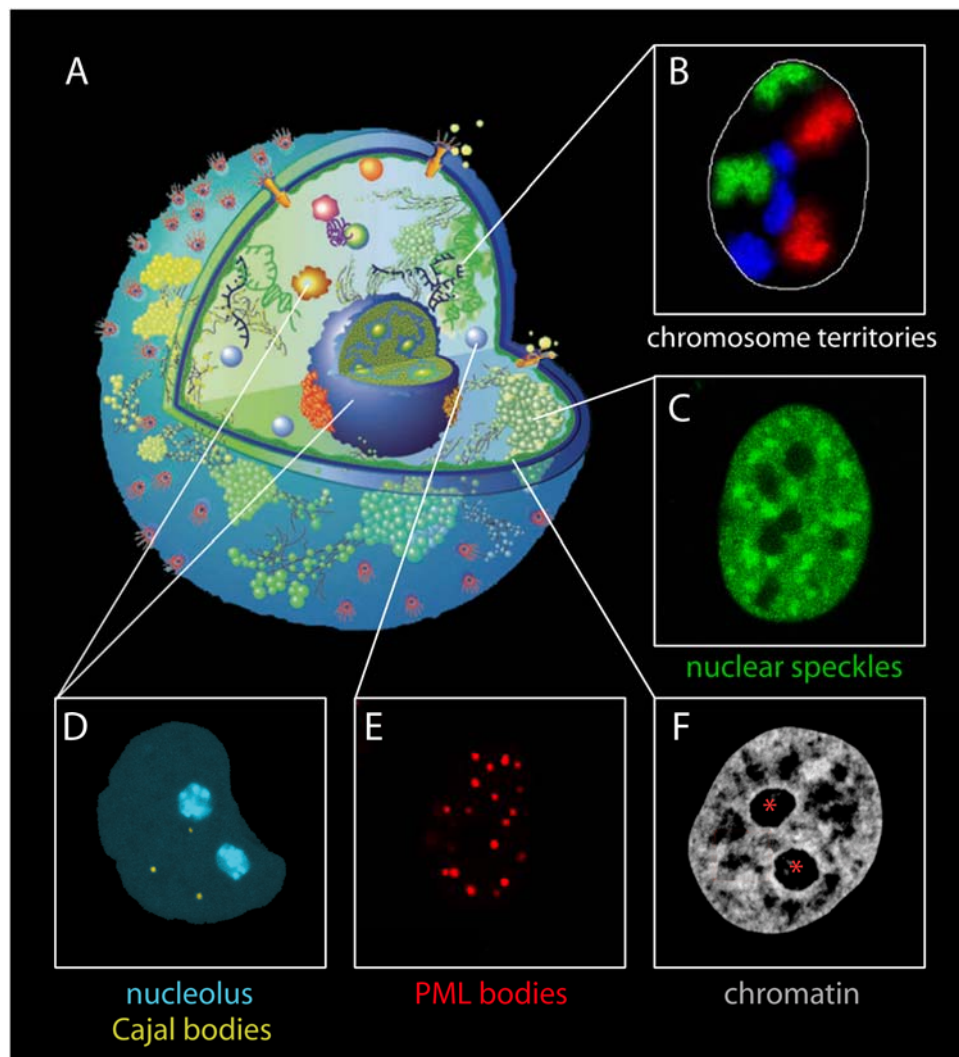 A
B
chromosome territories
C
nuclear speckles
D
E
F
*
*
nucleolus
Cajal bodies
PML bodies
chromatin